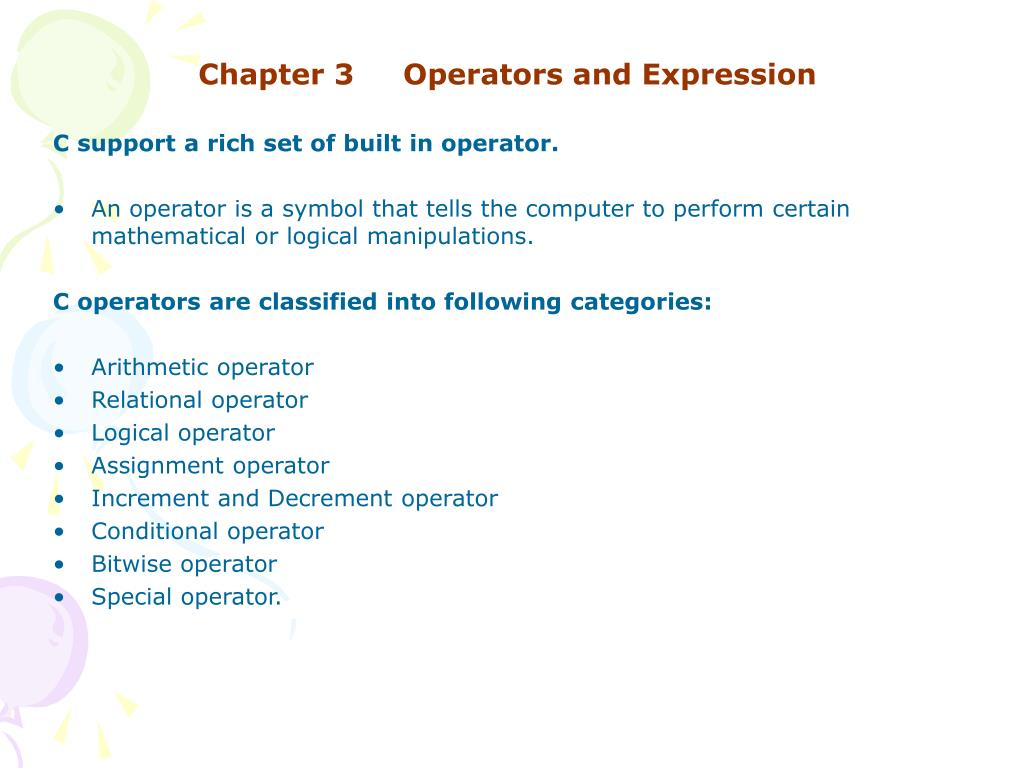 Chapter 3 Operators and Expression
C support a rich set of built in operator.
• An operator is a symbol that tells the computer to perform certain
mathematical or logical manipulations.
C operators are classified into following categories:
• Arithmetic operator
• Relational operator
• Logical operator
• Assignment operator
• Increment and Decrement operator
• Conditional operator
• Bitwise operator
• Special operator.